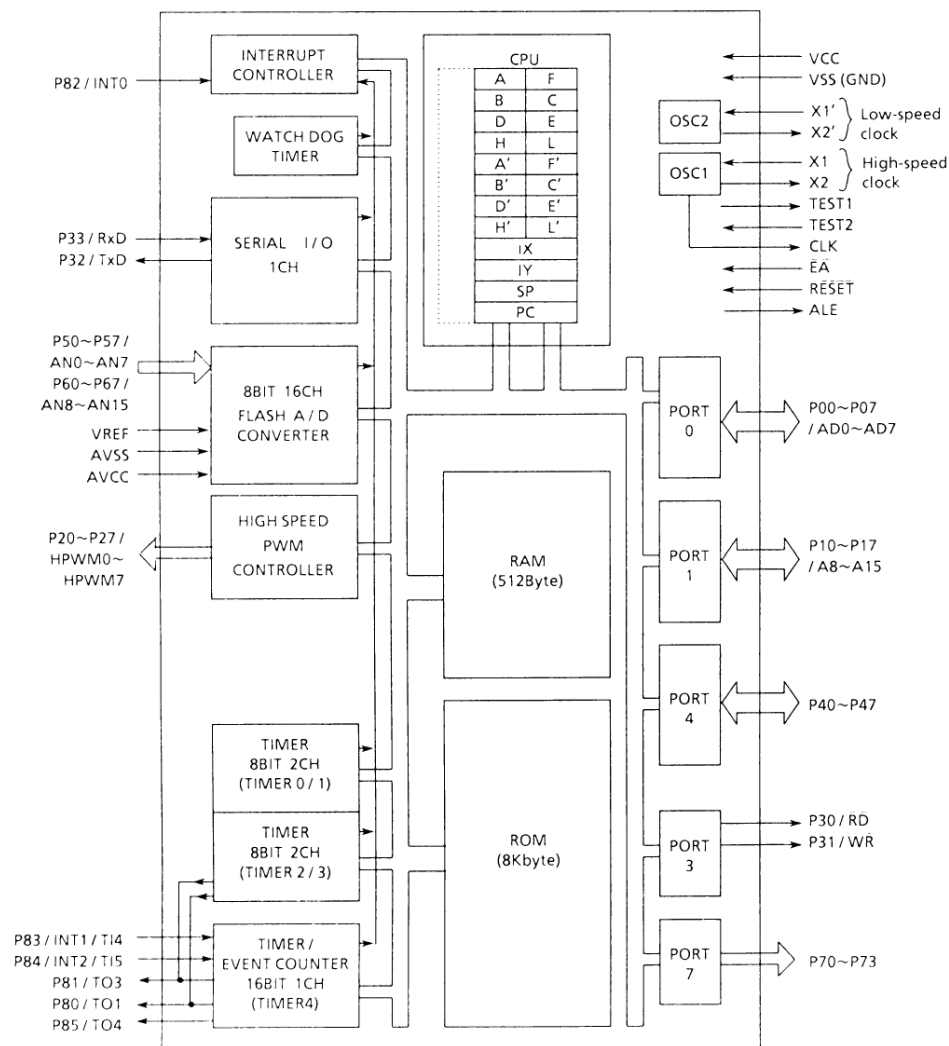 INTERRUPT
CONTROLLER
P82 / INT0
WATCH DOG
TIMER
P33 / RxD
P32 / TxD
SERIAL I / O
1CH
P50~P57 /
AN0~AN7
P60~P67 /
AN8~AN15
VREF
AVSS
AVCC
8BIT 16CH
FLASH A / D
CONVERTER
P20~P27 /
HPWM0~
HPWM7
HIGH SPEED
PWM
CONTROLLER
TIMER
8BIT 2CH
(TIMER 0 / 1)
TIMER
8BIT 2CH
(TIMER 2 / 3)
P83 / INT1 / TI4
P84 / INT2 / TI5
P81 / TO3
P80 / TO1
P85 / TO4
TIMER /
EVENT COUNTER
16BIT 1CH
(TIMER4)
CPU
A F
B C
D E
H L
A' F'
B' C'
D' E'
H' L'
IX
IY
SP
PC
RAM
(512Byte)
ROM
(8Kbyte)
VCC
VSS (GND)
OSC2
X1'
X2'
Low-speed
clock
OSC1
X1
X2
High-speed
clock
TEST1
TEST2
CLK
E̅A̅
R̅E̅S̅E̅T̅
ALE
PORT
0
P00~P07
/ AD0~AD7
PORT
1
P10~P17
/ A8~A15
PORT
4
P40~P47
PORT
3
P30 / R̅D̅
P31 / W̅R̅
PORT
7
P70~P73